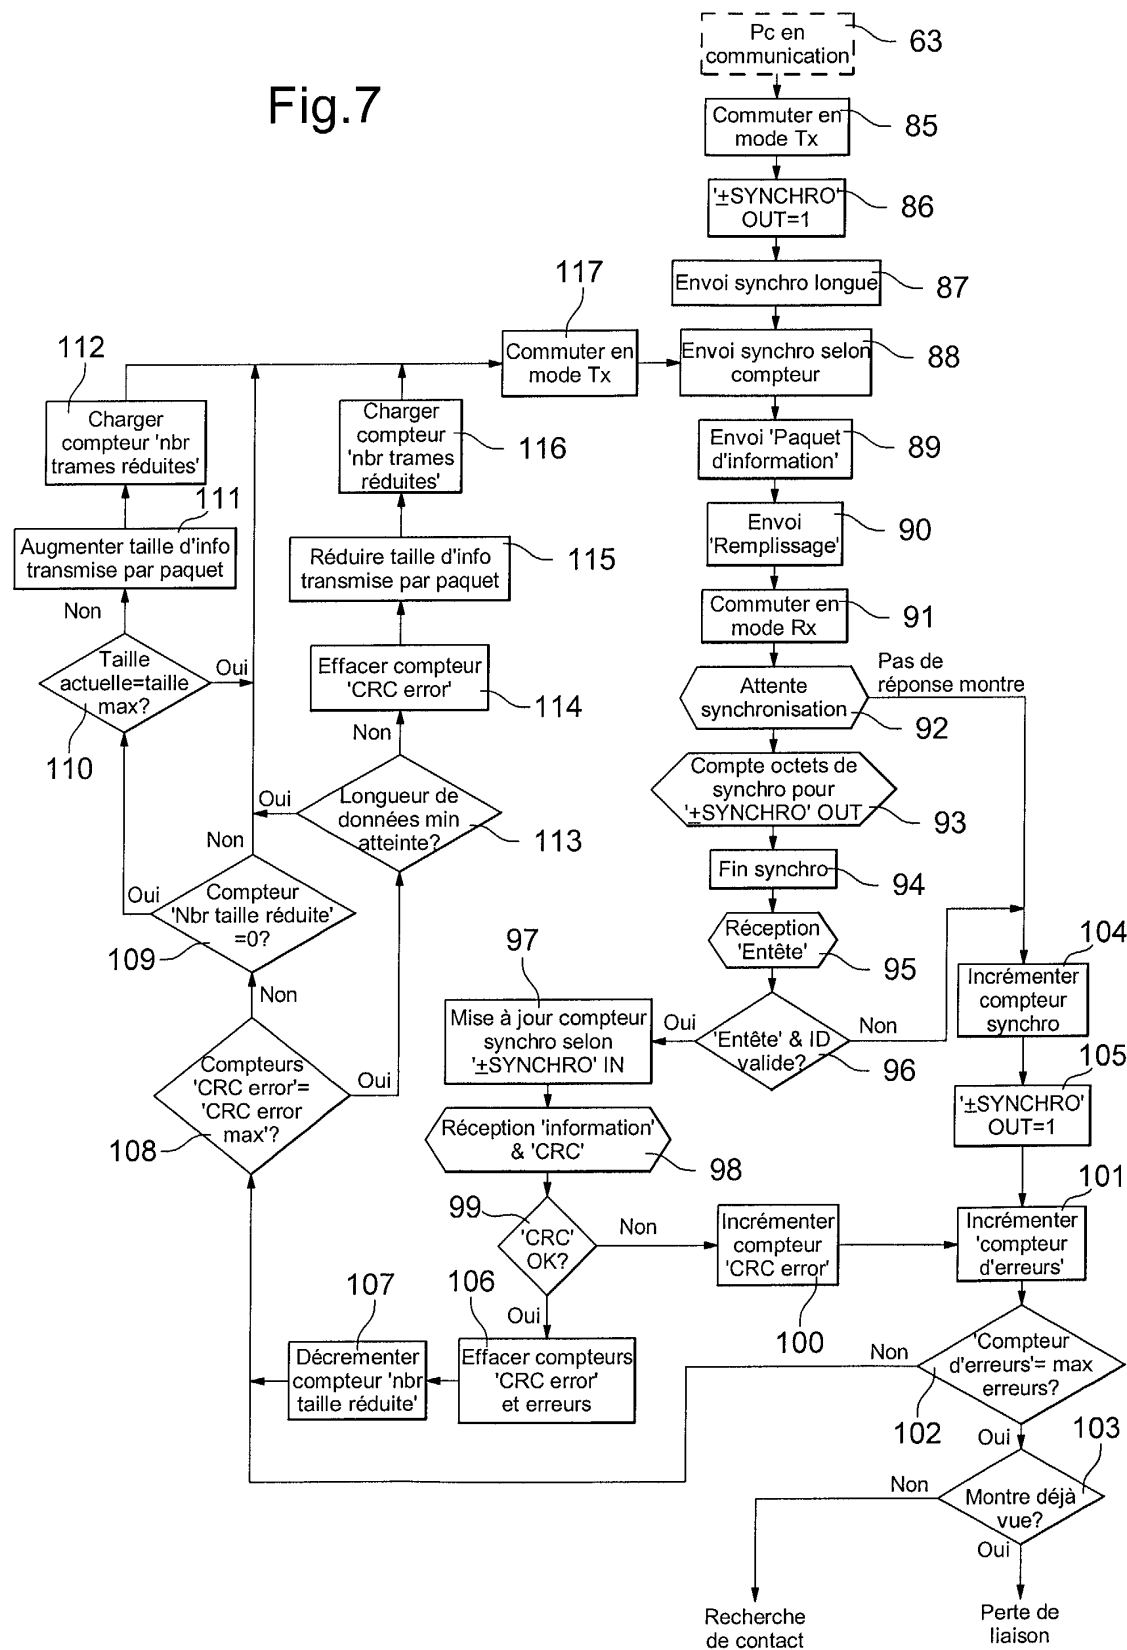 Fig.7
Pc en
communication
63
Commuter en
mode Tx
85
'±SYNCHRO'
OUT=1
86
Envoi synchro longue
87
117
Commuter en
mode Tx
Envoi synchro selon
compteur
88
112
Charger
compteur 'nbr
trames réduites'
Charger
compteur
'nbr trames
réduites'
116
Envoi 'Paquet
d'information'
89
111
Augmenter taille d'info
transmise par paquet
Réduire taille d'info
transmise par paquet
115
Envoi
'Remplissage'
90
Commuter en
mode Rx
91
Non
Taille
actuelle=taille
max?
Oui
110
Effacer compteur
'CRC error'
114
Non
Attente
synchronisation
92
Pas de
réponse montre
Compte octets de
synchro pour
'±SYNCHRO' OUT
93
Oui
Longueur de
données min
atteinte?
113
Fin synchro
94
Non
Oui
Compteur
'Nbr taille réduite'
=0?
109
Réception
'Entête'
95
97
Mise à jour compteur
synchro selon
'±SYNCHRO' IN
Oui
'Entête' & ID
valide?
Non
96
104
Incrémenter
compteur
synchro
Non
Compteurs
'CRC error'=
'CRC error
max'?
Oui
108
105
'±SYNCHRO'
OUT=1
Réception 'information'
& 'CRC'
98
99
'CRC'
OK?
Non
Oui
Incrémenter
compteur
'CRC error'
100
101
Incrémenter
'compteur
d'erreurs'
107
Décrementer
compteur 'nbr
taille réduite'
106
Effacer compteurs
'CRC error'
et erreurs
Non
'Compteur
d'erreurs'= max
erreurs?
102
Oui
103
Non
Montre déjà
vue?
Oui
Recherche
de contact
Perte de
liaison